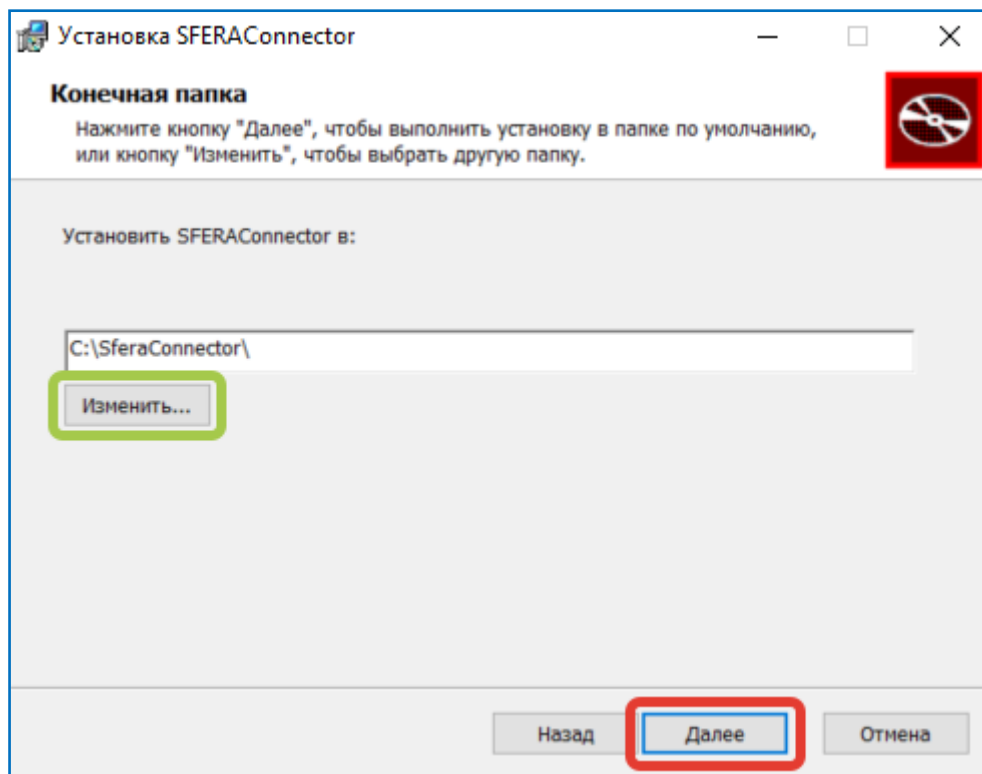 Установка SFERAConnector
Конечная папка
Нажмите кнопку "Далее", чтобы выполнить установку в папке по умолчанию,
или кнопку "Изменить", чтобы выбрать другую папку.
Установить SFERAConnector в:
C:\SferaConnector\
Изменить...
Назад
Далее
Отмена